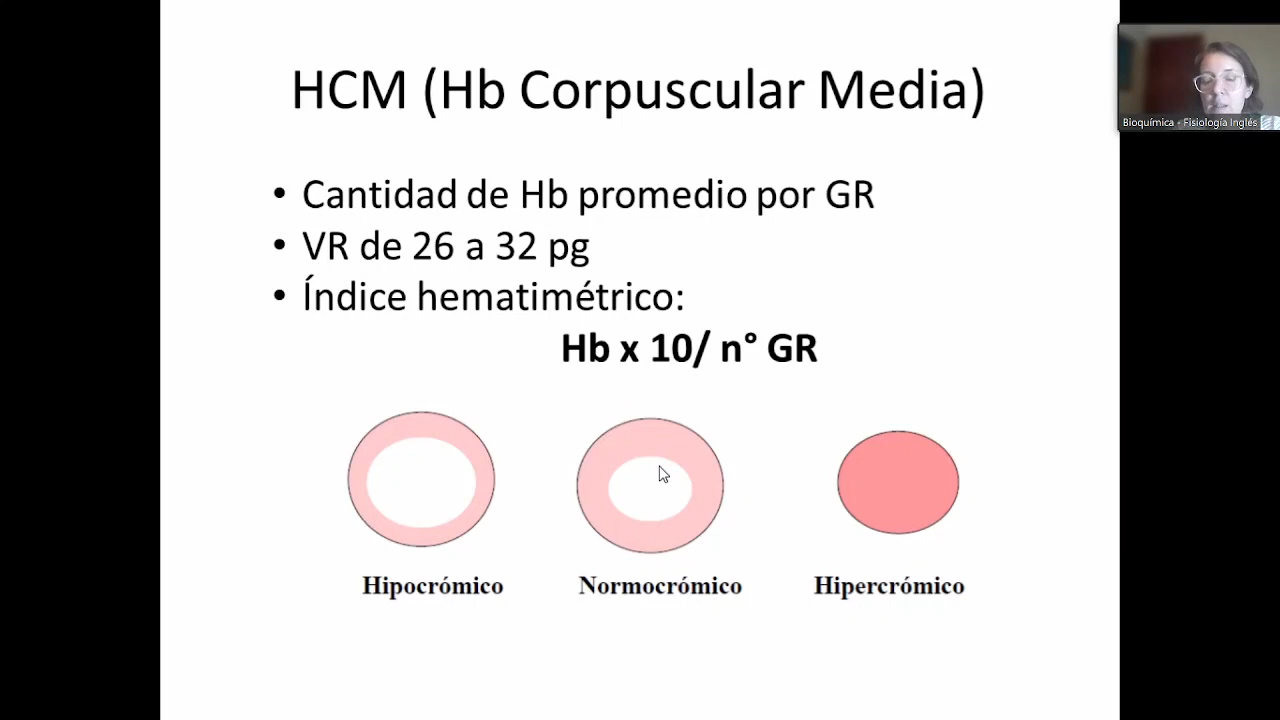 HCM (Hb Corpuscular Media)
• Cantidad de Hb promedio por GR
• VR de 26 a 32 pg
• Índice hematimétrico:
Hb x 10/ n° GR
Hipocrómico
Normocrómico
Hipercrómico
Bioquímica - Fisiología Inglés